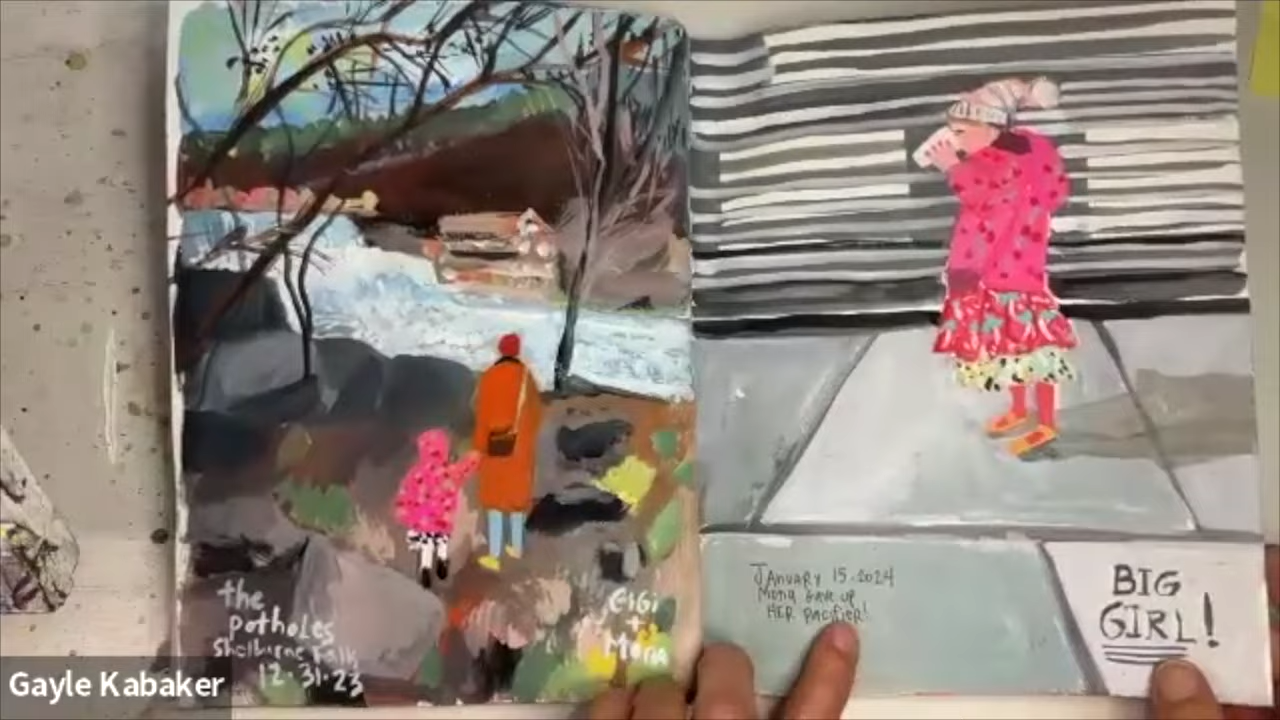 the
Potholes
Shelburne Falls
12.31.23
GiGi
+
Mona
JANUARY 15.2024
Mona Gave up
HER PACiFiER!
BIG
GIRL!
Gayle Kabaker